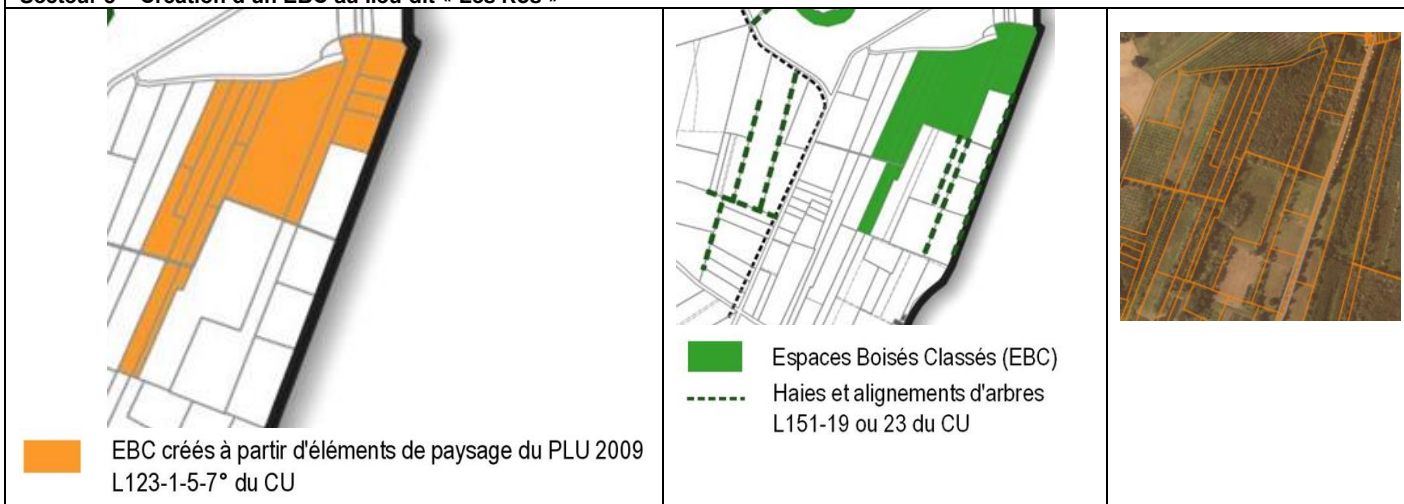 EBC créés à partir d'éléments de paysage du PLU 2009
L123-1-5-7° du CU
Espaces Boisés Classés (EBC)
Haies et alignements d'arbres
L151-19 ou 23 du CU